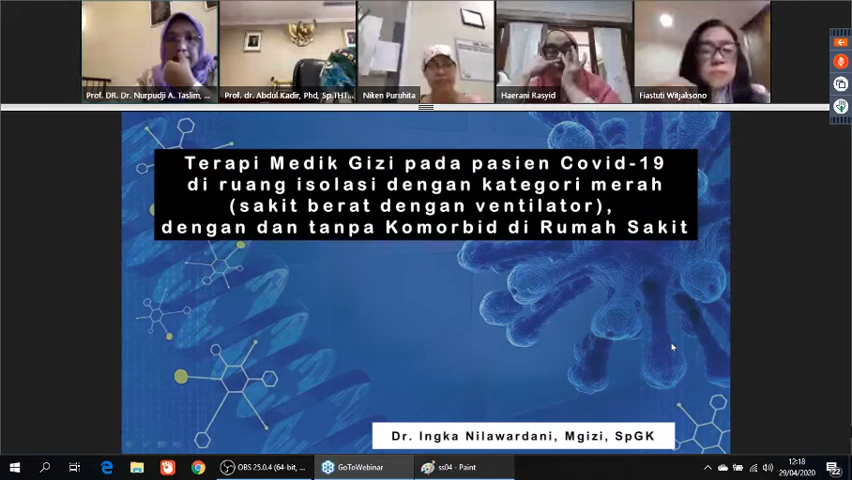 Prof. DR. Dr. Nurpudji A. Taslim, ...
Prof. dr. Abdul Kadir, Phd, Sp.THT...
Niken Puruhita
Haerani Rasyid
Fiastuti Witjaksono
Terapi Medik Gizi pada pasien Covid-19
di ruang isolasi dengan kategori merah
(sakit berat dengan ventilator),
dengan dan tanpa Komorbid di Rumah Sakit
Dr. Ingka Nilawardani, Mgizi, SpGK
OBS 25.0.4 (64-bit, ...
GoToWebinar
ss04 - Paint
12:18
29/04/2020
22